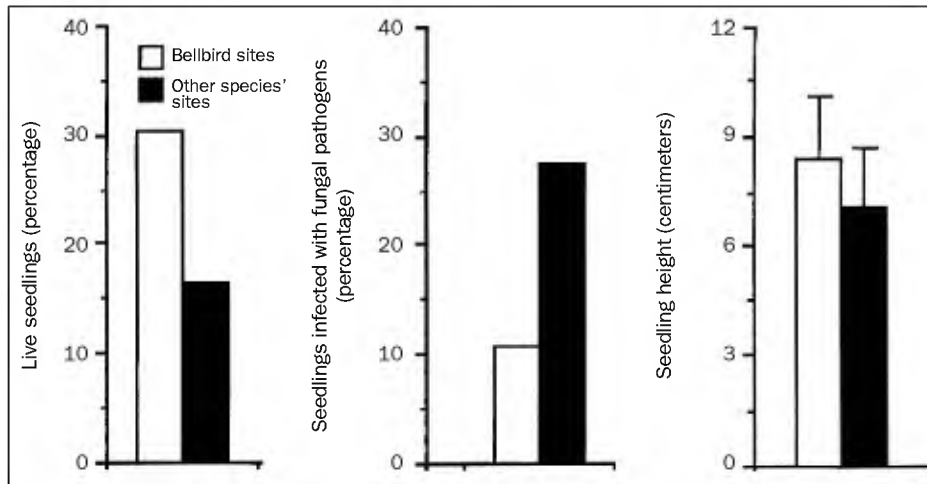 Live seedlings (percentage)
40
30
20
10
0
Bellbird sites
Other species'
sites
Seedlings infected with fungal pathogens
(percentage)
40
30
20
10
0
Seedling height (centimeters)
12
9
6
3
0